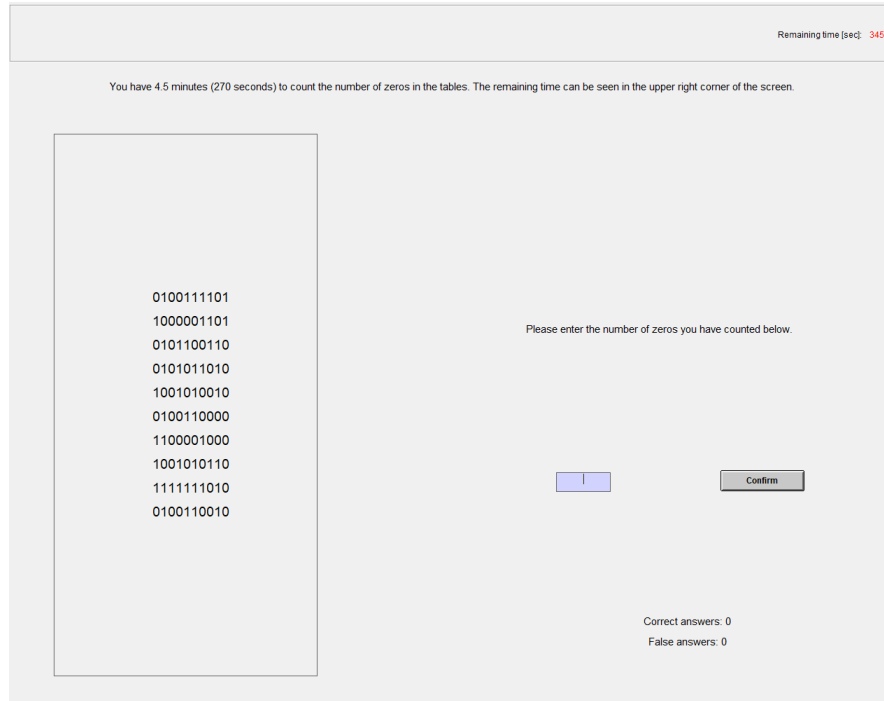 Remaining time [sec]: 345
You have 4.5 minutes (270 seconds) to count the number of zeros in the tables. The remaining time can be seen in the upper right corner of the screen.
0100111101
1000001101
0101100110
0101011010
1001010010
0100110000
1100001000
1001010110
1111111010
0100110010
Please enter the number of zeros you have counted below.
Confirm
Correct answers: 0
False answers: 0